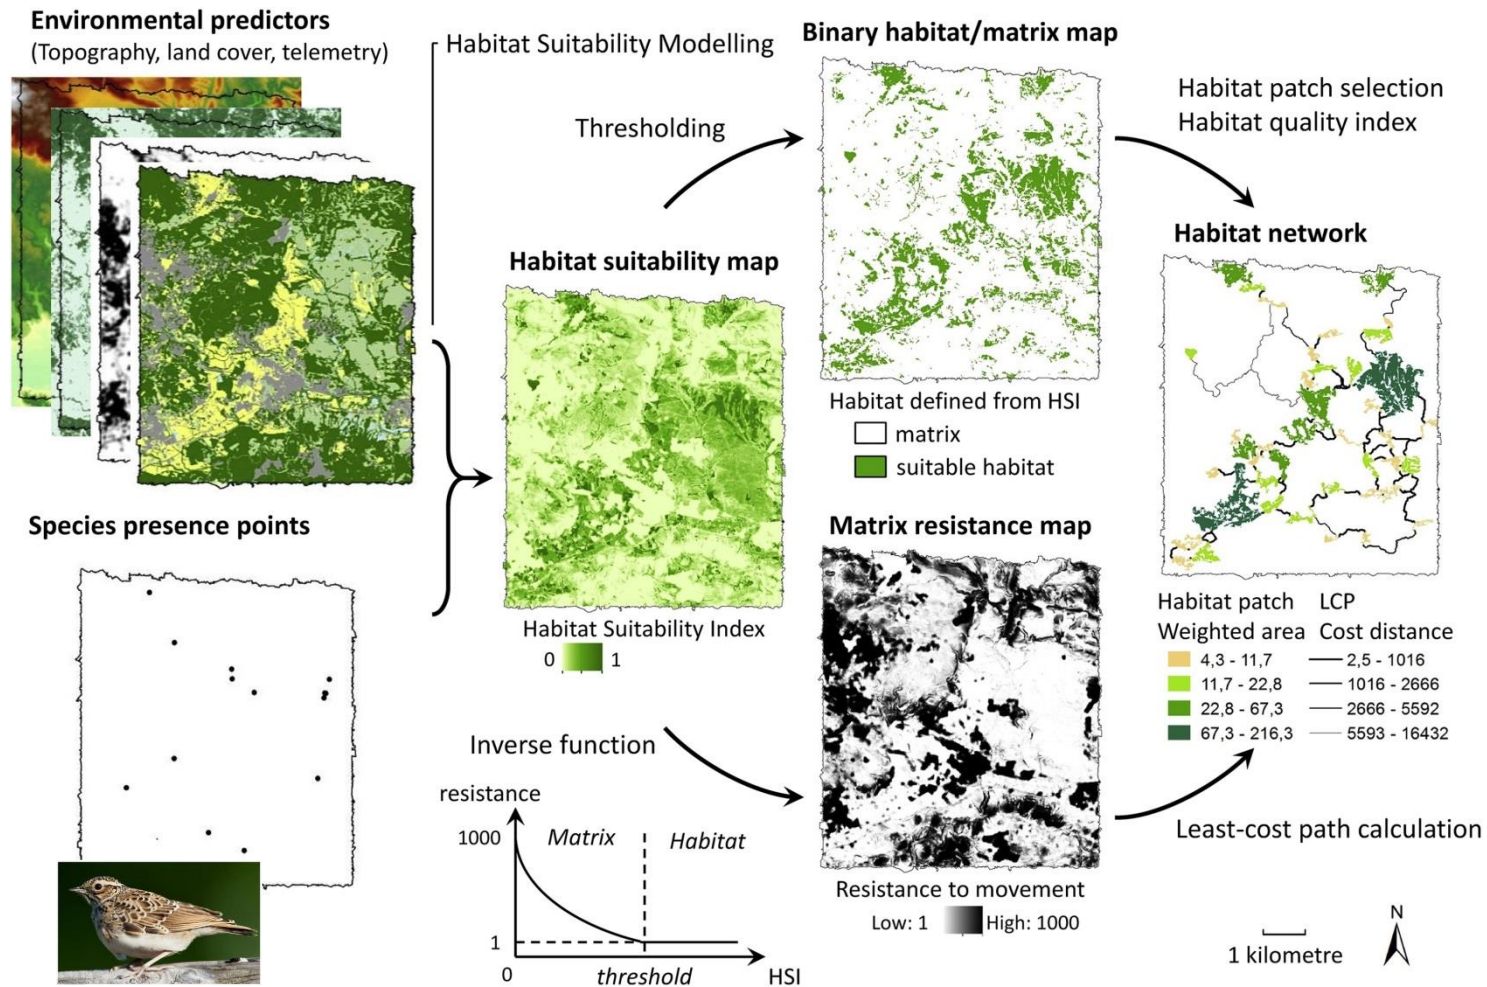 Environmental predictors
(Topography, land cover, telemetry)
Habitat Suitability Modelling
Thresholding
Binary habitat/matrix map
Habitat patch selection
Habitat quality index
Habitat suitability map
Habitat network
Habitat defined from HSI
matrix
suitable habitat
Species presence points
Habitat Suitability Index
0 1
Matrix resistance map
Habitat patch LCP
Weighted area Cost distance
4,3 - 11,7 2,5 - 1016
11,7 - 22,8 1016 - 2666
22,8 - 67,3 2666 - 5592
67,3 - 216,3 5593 - 16432
Inverse function
resistance
1000
Matrix Habitat
1
0
threshold HSI
Resistance to movement
Low: 1 High: 1000
Least-cost path calculation
1 kilometre
N